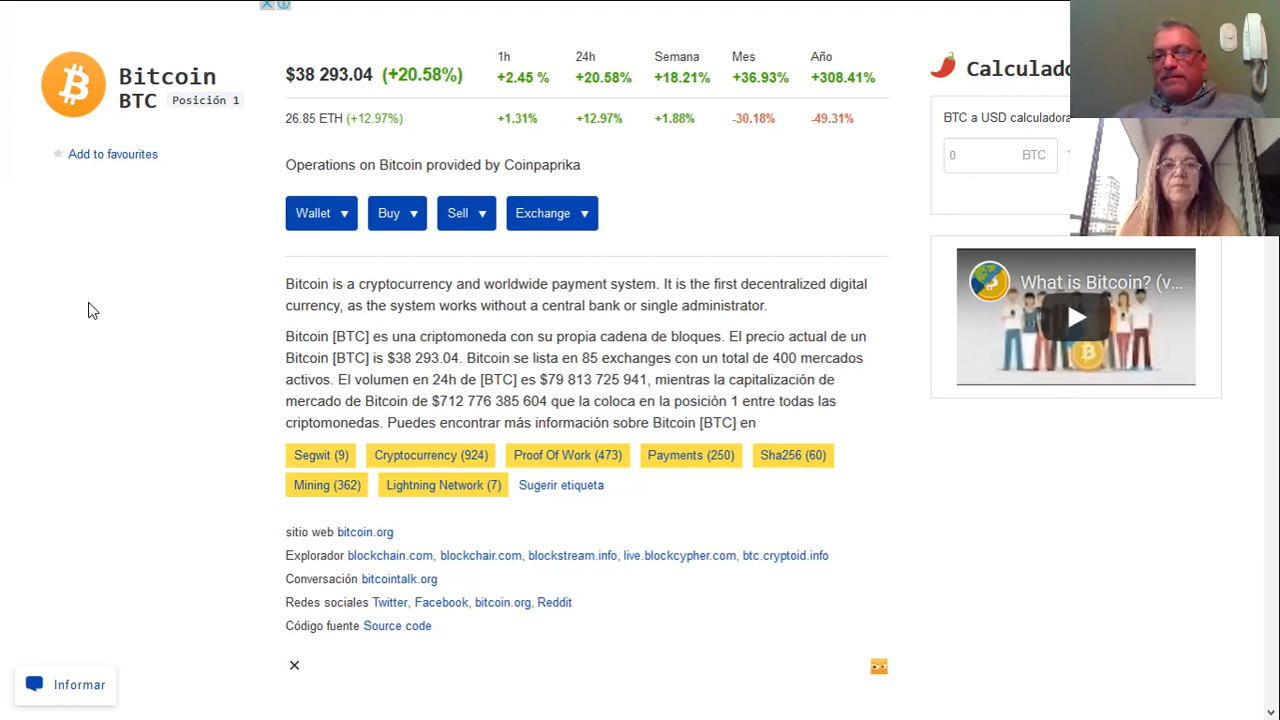 Bitcoin
BTC Posición 1
Add to favourites
$38 293.04 (+20.58%)
1h 24h Semana Mes Año
+2.45 % +20.58% +18.21% +36.93% +308.41%
26.85 ETH (+12.97%) +1.31% +12.97% +1.88% -30.18% -49.31%
Operations on Bitcoin provided by Coinpaprika
Wallet Buy Sell Exchange
Bitcoin is a cryptocurrency and worldwide payment system. It is the first decentralized digital
currency, as the system works without a central bank or single administrator.
Bitcoin [BTC] es una criptomoneda con su propia cadena de bloques. El precio actual de un
Bitcoin [BTC] is $38 293.04. Bitcoin se lista en 85 exchanges con un total de 400 mercados
activos. El volumen en 24h de [BTC] es $79 813 725 941, mientras la capitalización de
mercado de Bitcoin de $712 776 385 604 que la coloca en la posición 1 entre todas las
criptomonedas. Puedes encontrar más información sobre Bitcoin [BTC] en
Segwit (9) Cryptocurrency (924) Proof Of Work (473) Payments (250) Sha256 (60)
Mining (362) Lightning Network (7) Sugerir etiqueta
sitio web bitcoin.org
Explorador blockchain.com, blockchair.com, blockstream.info, live.blockcypher.com, btc.cryptoid.info
Conversación bitcointalk.org
Redes sociales Twitter, Facebook, bitcoin.org, Reddit
Código fuente Source code
Informar
Calculado
BTC a USD calculadora
0 BTC
What is Bitcoin? (v...